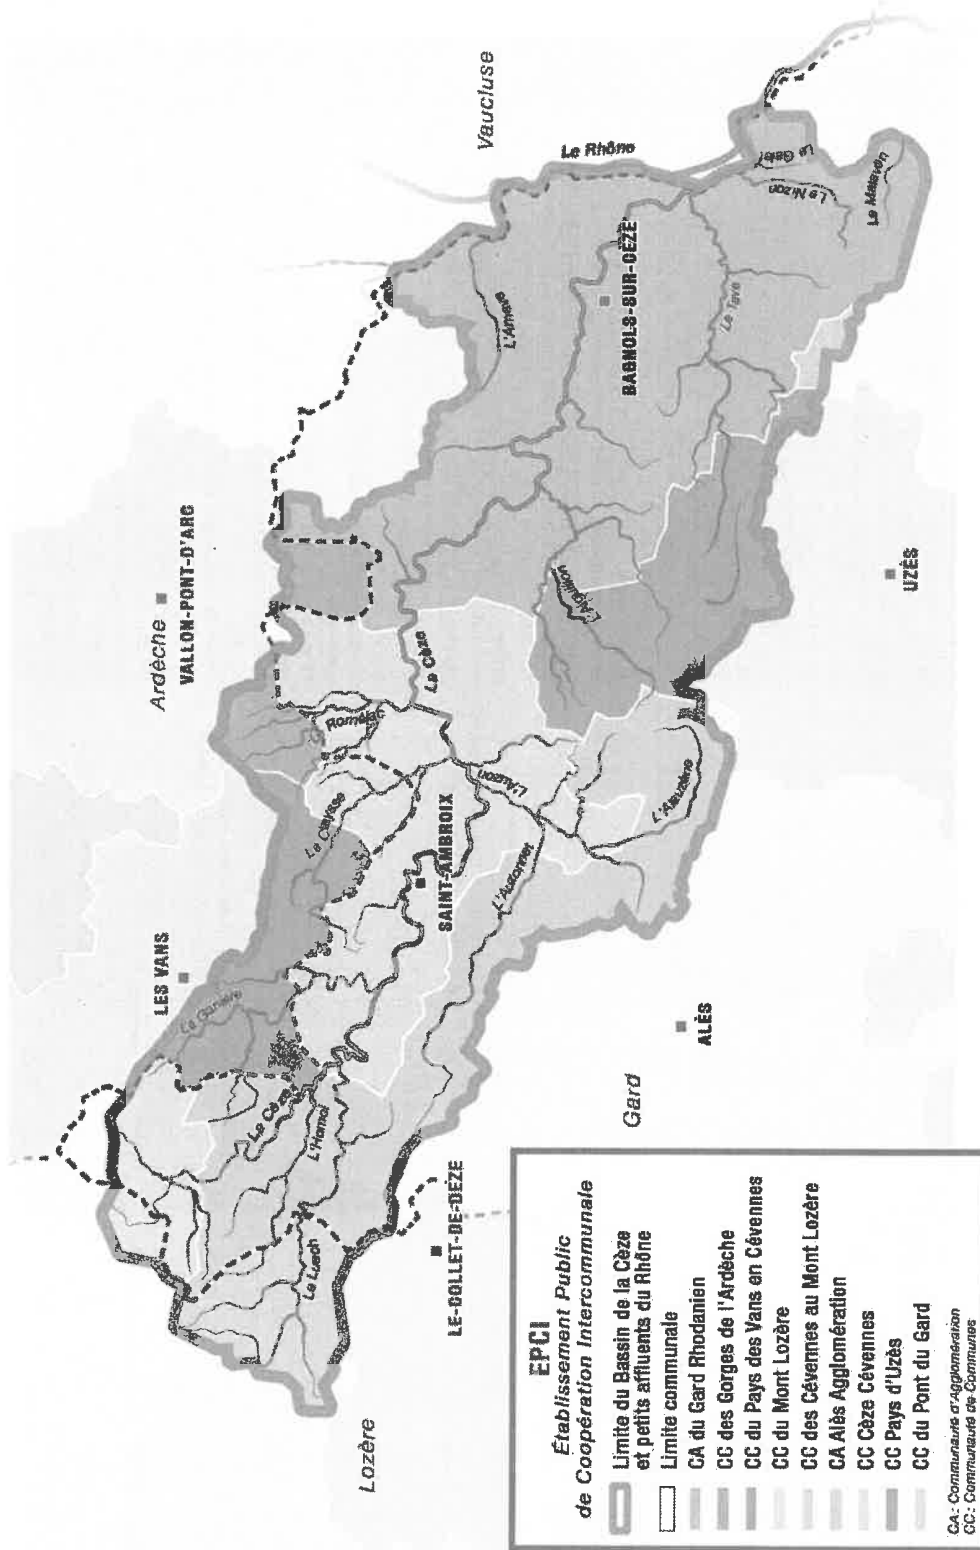 Lozère
Ardèche
Vaucluse
Gard
LES VANS
VALLON-PONT-D'ARC
LE-COLLET-DE-DÈZE
SAINT-AMBROIX
BAGNOLS-SUR-CÈZE
ALÈS
UZÈS
Le Luech
L'Homol
La Cèze
La Ganière
La Claysse
Le Roméjac
La Cèze
L'Auzon
L'Auzonnet
L'Alauzène
L'Aiguillon
L'Arnave
La Tave
Le Rhône
Le Galet
Le Nizon
Le Malaven
EPCI
Établissement Public
de Coopération Intercommunale
Limite du Bassin de la Cèze
et petits affluents du Rhône
Limite communale
CA du Gard Rhodanien
CC des Gorges de l'Ardèche
CC du Pays des Vans en Cévennes
CC du Mont Lozère
CC des Cévennes au Mont Lozère
CA Alès Agglomération
CC Cèze Cévennes
CC Pays d'Uzès
CC du Pont du Gard
CA : Communauté d'Agglomération
CC : Communauté de Communes